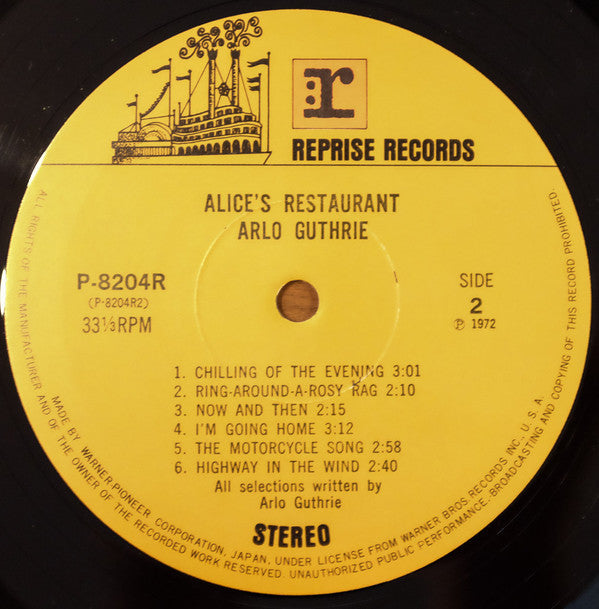 :r
REPRISE RECORDS
ALICE'S RESTAURANT
ARLO GUTHRIE
P-8204R
(P-8204R2)
33⅓RPM
SIDE
2
Ⓟ 1972
1. CHILLING OF THE EVENING 3:01
2. RING-AROUND-A-ROSY RAG 2:10
3. NOW AND THEN 2:15
4. I'M GOING HOME 3:12
5. THE MOTORCYCLE SONG 2:58
6. HIGHWAY IN THE WIND 2:40
All selections written by
Arlo Guthrie
STEREO
MADE BY WARNER-PIONEER CORPORATION, JAPAN, UNDER LICENSE FROM WARNER BROS. RECORDS INC., U.S.A.
ALL RIGHTS OF THE MANUFACTURER AND OF THE OWNER OF THE RECORDED WORK RESERVED. UNAUTHORIZED PUBLIC PERFORMANCE, BROADCASTING AND COPYING OF THIS RECORD PROHIBITED.